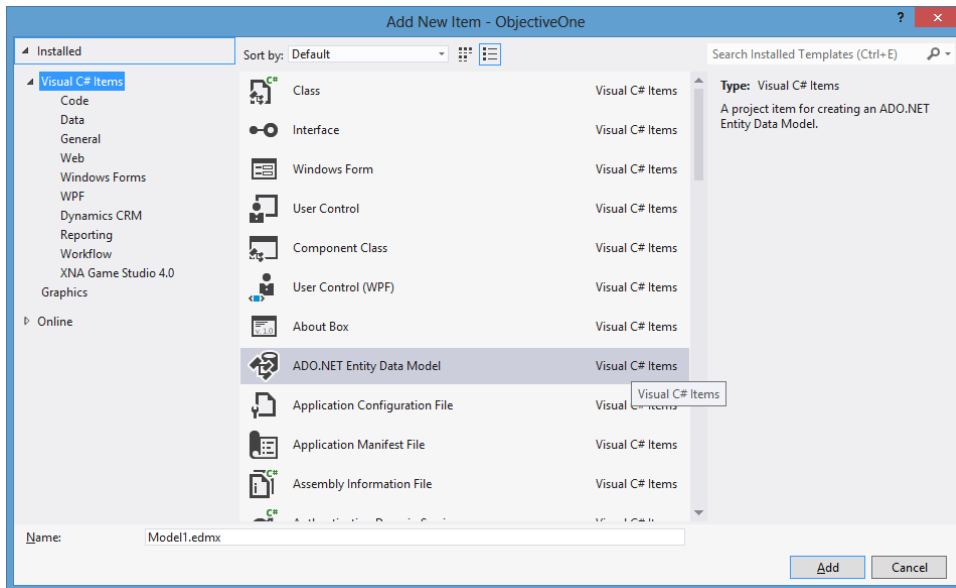 Add New Item - ObjectiveOne
?
Installed
Sort by: Default
Search Installed Templates (Ctrl+E)
Visual C# Items
Code
Data
General
Web
Windows Forms
WPF
Dynamics CRM
Reporting
Workflow
XNA Game Studio 4.0
Graphics
Online
C# Class Visual C# Items
Interface Visual C# Items
Windows Form Visual C# Items
User Control Visual C# Items
Component Class Visual C# Items
User Control (WPF) Visual C# Items
v. 1.0 About Box Visual C# Items
ADO.NET Entity Data Model Visual C# Items
Visual C# Items
Application Configuration File Visual
Application Manifest File Visual C# Items
C# Assembly Information File Visual C# Items
C#
Type: Visual C# Items
A project item for creating an ADO.NET
Entity Data Model.
Name: Model1.edmx
Add Cancel